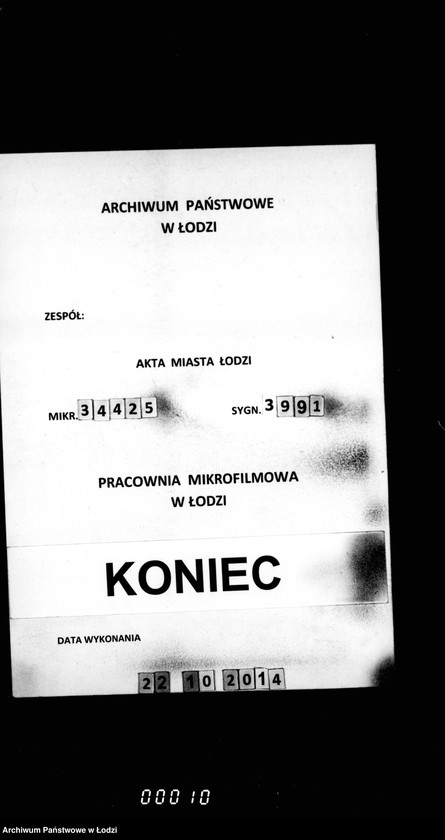 ARCHIWUM PAŃSTWOWE
W ŁODZI
ZESPÓŁ:
AKTA MIASTA ŁODZI
MIKR. 34425 SYGN. 3991
PRACOWNIA MIKROFILMOWA
W ŁODZI
KONIEC
DATA WYKONANIA
22 10 2014
00010
Archiwum Państwowe w Łodzi